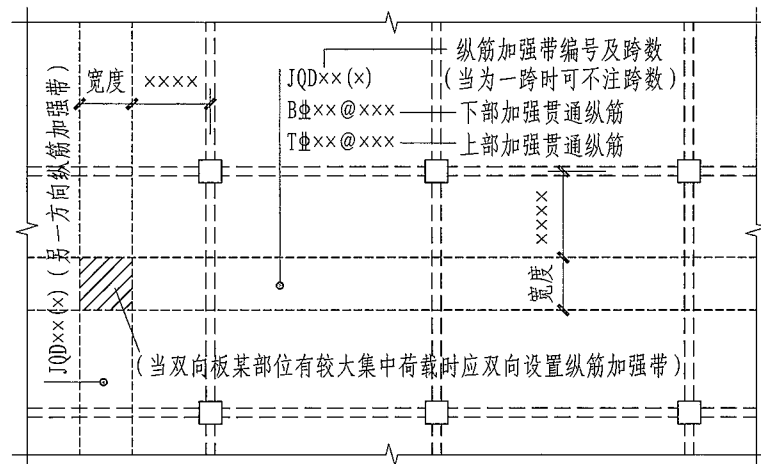 纵筋加强带编号及跨数
宽度
××××
JQD××(×)
(当为一跨时可不注跨数)
B⏀××@×××
下部加强贯通纵筋
T⏀××@×××
上部加强贯通纵筋
××××
宽度
JQD××(×)(另一方向纵筋加强带)
(当双向板某部位有较大集中荷载时应双向设置纵筋加强带)